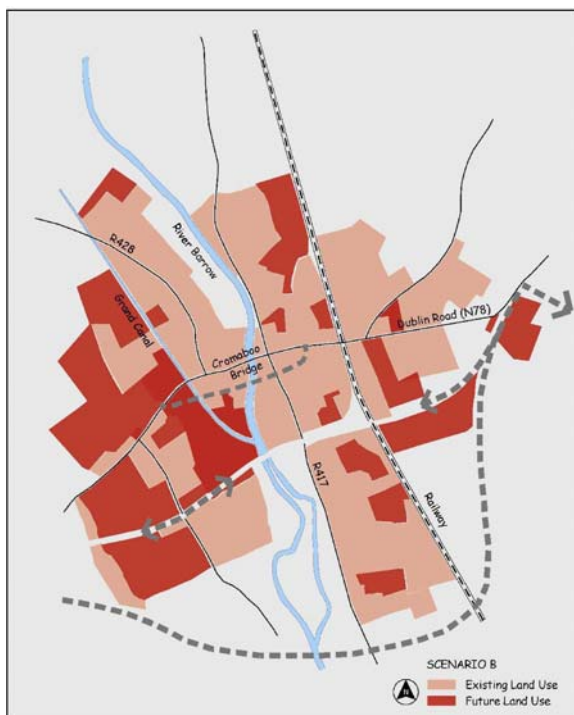 River Barrow
R428
Grand Canal
Dublin Road (N78)
Cromaboo
Bridge
R417
Railway
SCENARIO B
Existing Land Use
Future Land Use